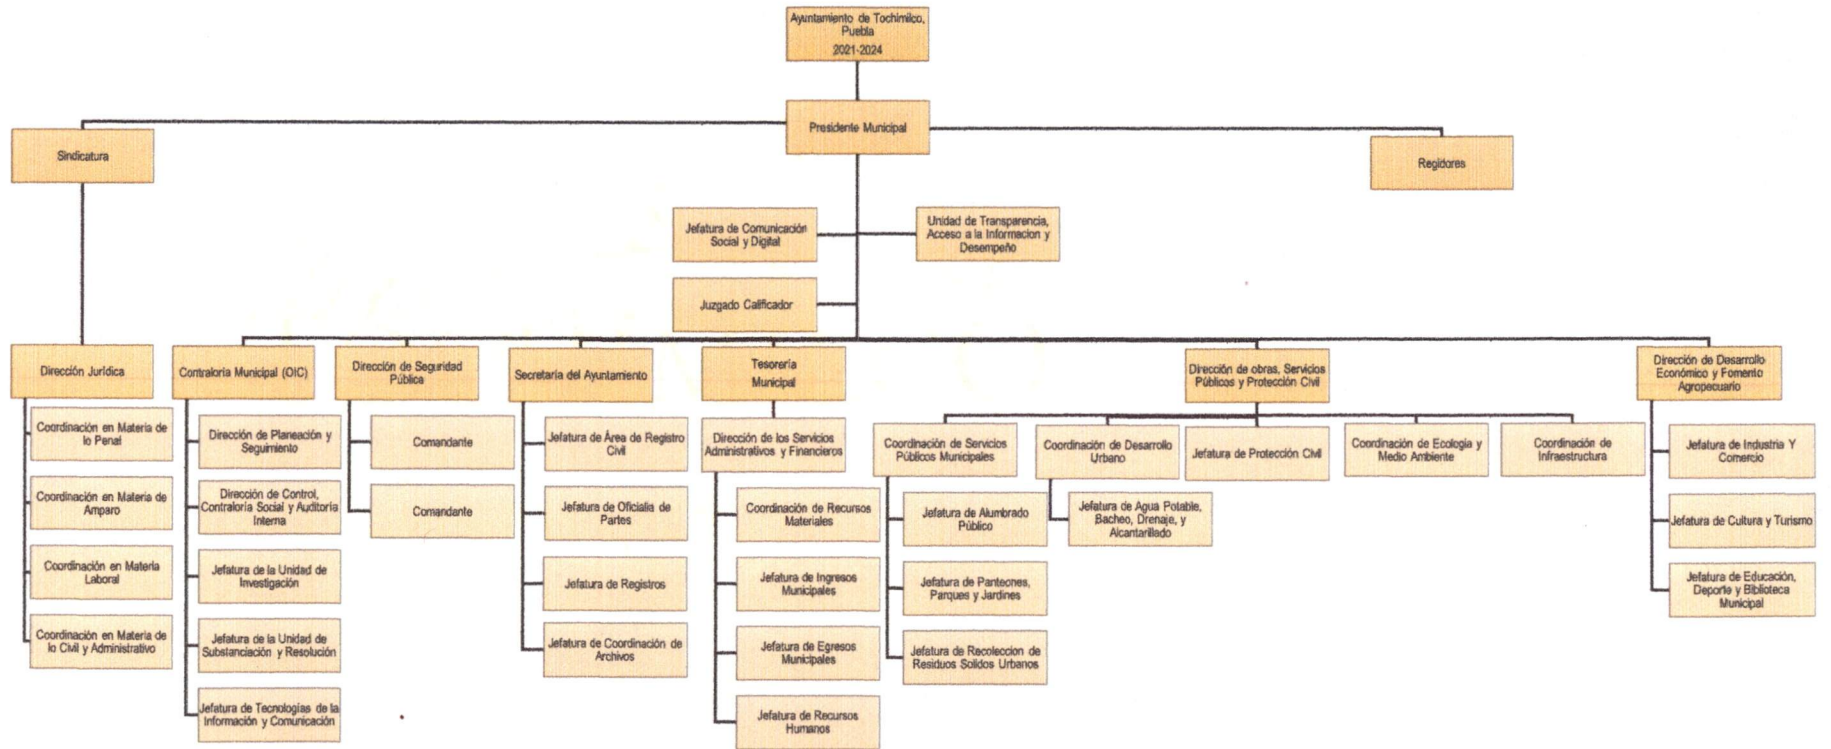 Ayuntamiento de Tochimilco,
Puebla
2021-2024
Presidente Municipal
Sindicatura
Regidores
Jefatura de Comunicación
Social y Digital
Unidad de Transparencia,
Acceso a la Informacion y
Desempeño
Juzgado Calificador
Dirección Jurídica
Coordinación en Materia de
lo Penal
Coordinación en Materia de
Amparo
Coordinación en Materia
Laboral
Coordinación en Materia de
lo Civil y Administrativo
Contraloría Municipal (OIC)
Dirección de Planeación y
Seguimiento
Dirección de Control,
Contraloría Social y Auditoría
Interna
Jefatura de la Unidad de
Investigación
Jefatura de la Unidad de
Substanciación y Resolución
Jefatura de Tecnologías de la
Información y Comunicación
Dirección de Seguridad
Pública
Comandante
Comandante
Secretaría del Ayuntamiento
Jefatura de Área de Registro
Civil
Jefatura de Oficialia de
Partes
Jefatura de Registros
Jefatura de Coordinación de
Archivos
Tesorería
Municipal
Dirección de los Servicios
Administrativos y Financieros
Coordinación de Recursos
Materiales
Jefatura de Ingresos
Municipales
Jefatura de Egresos
Municipales
Jefatura de Recursos
Humanos
Dirección de obras, Servicios
Públicos y Protección Civil
Coordinación de Servicios
Públicos Municipales
Jefatura de Alumbrado
Público
Jefatura de Panteones,
Parques y Jardines
Jefatura de Recoleccion de
Residuos Solidos Urbanos
Coordinación de Desarrollo
Urbano
Jefatura de Agua Potable,
Bacheo, Drenaje, y
Alcantarillado
Jefatura de Protección Civil
Coordinación de Ecología y
Medio Ambiente
Coordinación de
Infraestructura
Dirección de Desarrollo
Económico y Fomento
Agropecuario
Jefatura de Industria Y
Comercio
Jefatura de Cultura y Turismo
Jefatura de Educación,
Deporte y Biblioteca
Municipal